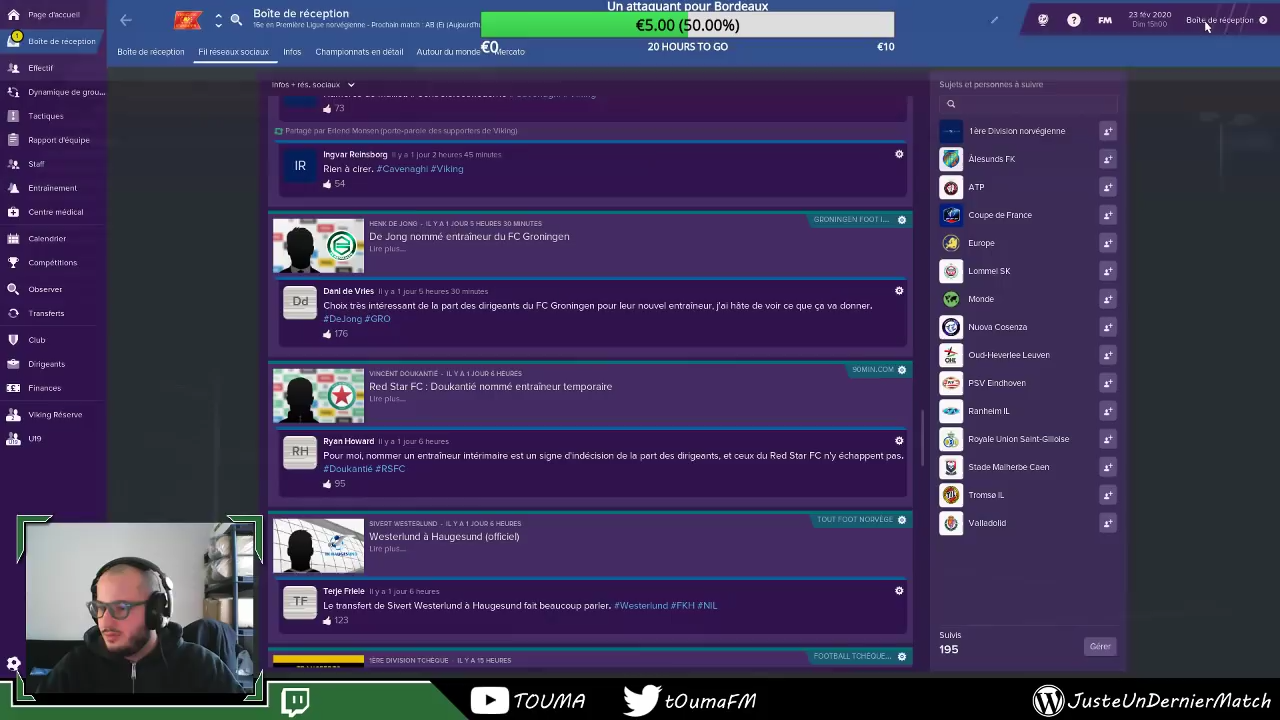 Page d'accueil
1
Boîte de réception
Effectif
Dynamique de grou...
Tactiques
Rapport d'équipe
Staff
Entraînement
Centre médical
Calendrier
Compétitions
Observer
Transferts
Club
Dirigeants
Finances
Viking Réserve
U19
Boîte de réception
16e en Première Ligue norvégienne - Prochain match : AB (E) (Aujourd'hui
Un attaquant pour Bordeaux
€5.00 (50.00%)
€0
20 HOURS TO GO
€10
FM
23 fév 2020
Dim 15h00
Boîte de réception
Boîte de réception
Fil réseaux sociaux
Infos
Championnats en détail
Autour du monde
Mercato
Infos + rés. sociaux
73
Partagé par Erlend Monsen (porte-parole des supporters de Viking)
IR
Ingvar Reinsborg Il y a 1 jour 2 heures 45 minutes
Rien à cirer. #Cavenaghi #Viking
54
HENK DE JONG - IL Y A 1 JOUR 5 HEURES 30 MINUTES
GRONINGEN FOOT I...
De Jong nommé entraîneur du FC Groningen
Lire plus...
Dd
Dani de Vries Il y a 1 jour 5 heures 30 minutes
Choix très intéressant de la part des dirigeants du FC Groningen pour leur nouvel entraîneur, j'ai hâte de voir ce que ça va donner.
#DeJong #GRO
176
VINCENT DOUKANTIÉ - IL Y A 1 JOUR 6 HEURES
90MIN.COM
Red Star FC : Doukantié nommé entraîneur temporaire
Lire plus...
RH
Ryan Howard Il y a 1 jour 6 heures
Pour moi, nommer un entraîneur intérimaire est un signe d'indécision de la part des dirigeants, et ceux du Red Star FC n'y échappent pas.
#Doukantié #RSFC
95
SIVERT WESTERLUND - IL Y A 1 JOUR 6 HEURES
TOUT FOOT NORVÈGE
Westerlund à Haugesund (officiel)
Lire plus...
TF
Terje Friele Il y a 1 jour 6 heures
Le transfert de Sivert Westerlund à Haugesund fait beaucoup parler. #Westerlund #FKH #NIL
123
1ÈRE DIVISION TCHÈQUE - IL Y A 15 HEURES
FOOTBALL TCHÈQUE...
Sujets et personnes à suivre
1ère Division norvégienne
Ålesunds FK
ATP
Coupe de France
Europe
Lommel SK
Monde
Nuova Cosenza
Oud-Heverlee Leuven
PSV Eindhoven
Ranheim IL
Royale Union Saint-Gilloise
Stade Malherbe Caen
Tromsø IL
Valladolid
Suivis
195
Gérer
TOUMA
tOumaFM
JusteUnDernierMatch